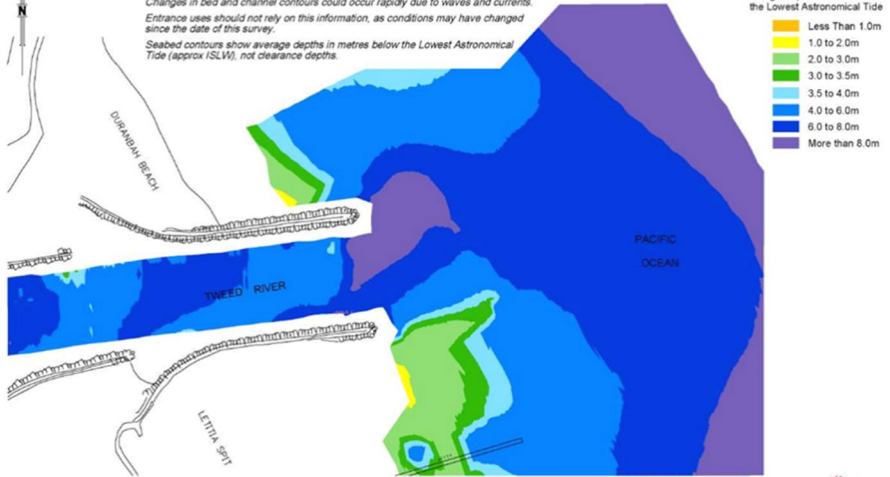 N
Changes in bed and channel contours could occur rapidly due to waves and currents.
Entrance uses should not rely on this information, as conditions may have changed
since the date of this survey.
Seabed contours show average depths in metres below the Lowest Astronomical
Tide (approx ISLW), not clearance depths.
the Lowest Astronomical Tide
Less Than 1.0m
1.0 to 2.0m
2.0 to 3.0m
3.0 to 3.5m
3.5 to 4.0m
4.0 to 6.0m
6.0 to 8.0m
More than 8.0m
DURANBAH BEACH
PACIFIC
OCEAN
TWEED RIVER
LETITIA SPIT